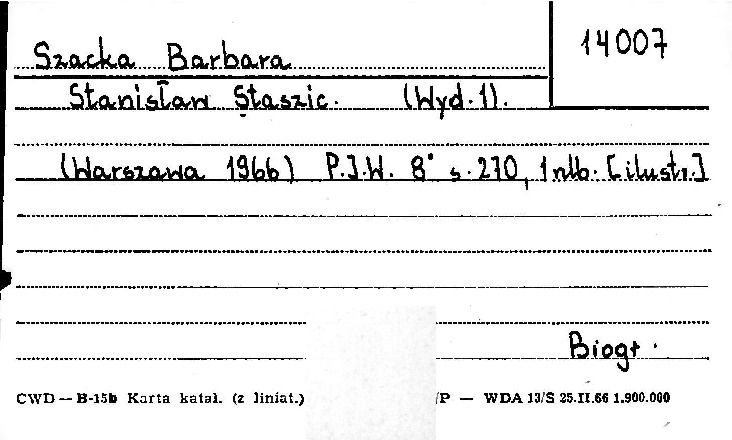 14007
Szacka Barbara
Stanisław Staszic. (Wyd. 1).
(Warszawa 1966) P.I.W. 8° s. 270, 1 nlb. [ilustr.]
Biogr.
CWD — B-15b Karta katal. (z liniat.) /P — WDA 13/S 25.II.66 1.900.000